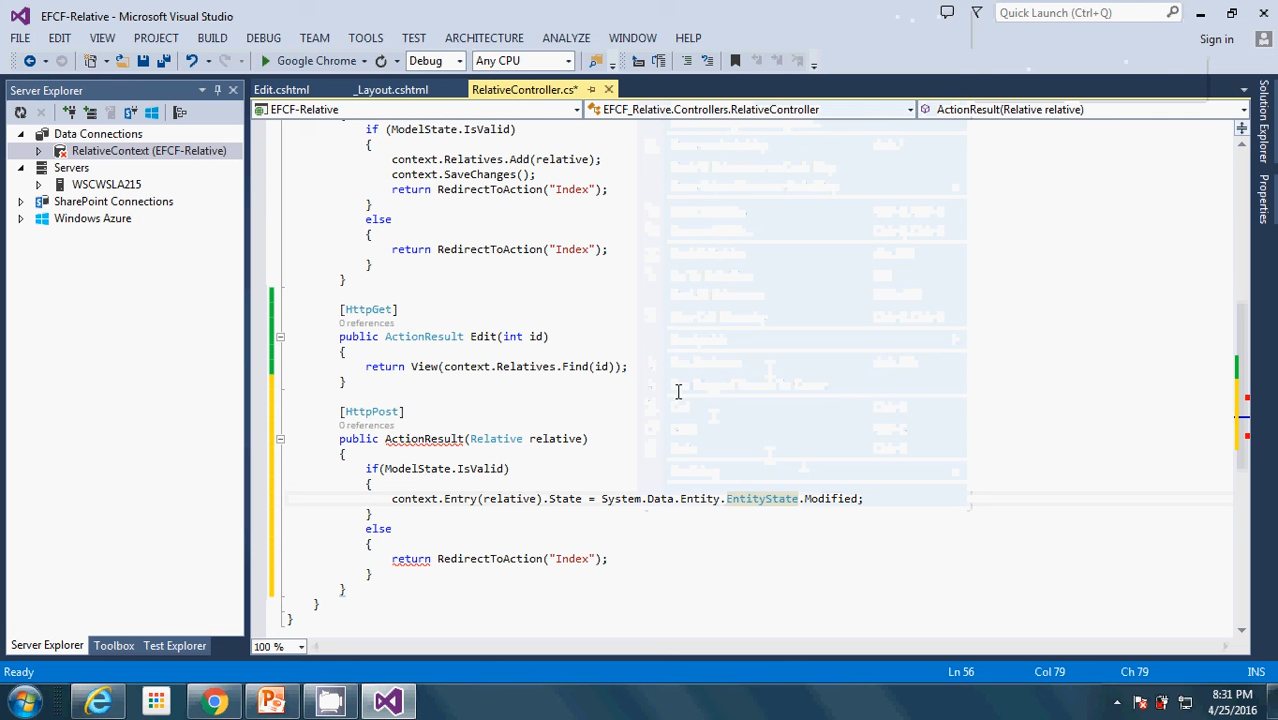 EFCF-Relative - Microsoft Visual Studio
Quick Launch (Ctrl+Q)
FILE EDIT VIEW PROJECT BUILD DEBUG TEAM TOOLS TEST ARCHITECTURE ANALYZE WINDOW HELP
Sign in
Google Chrome Debug Any CPU
Server Explorer
Edit.cshtml _Layout.cshtml RelativeController.cs*
EFCF-Relative EFCF_Relative.Controllers.RelativeController ActionResult(Relative relative)
Data Connections
RelativeContext (EFCF-Relative)
Servers
WSCWSLA215
SharePoint Connections
Windows Azure
if (ModelState.IsValid)
{
context.Relatives.Add(relative);
context.SaveChanges();
return RedirectToAction("Index");
}
else
{
return RedirectToAction("Index");
}
}
[HttpGet]
0 references
public ActionResult Edit(int id)
{
return View(context.Relatives.Find(id));
}
[HttpPost]
0 references
public ActionResult(Relative relative)
{
if(ModelState.IsValid)
{
context.Entry(relative).State = System.Data.Entity.EntityState.Modified;
}
else
{
return RedirectToAction("Index");
}
}
}
}
Solution Explorer
Properties
Server Explorer Toolbox Test Explorer
100 %
Ready Ln 56 Col 79 Ch 79 INS
8:31 PM
4/25/2016